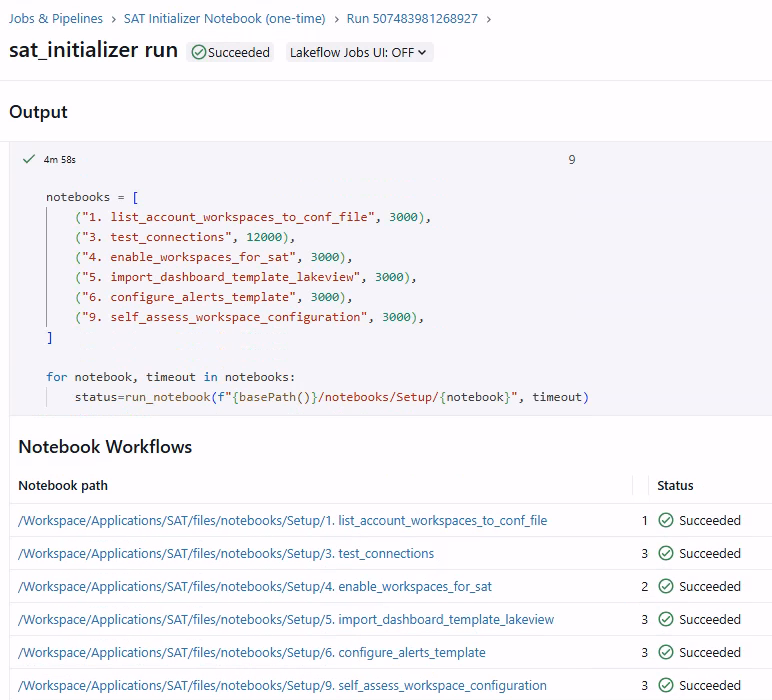 Jobs & Pipelines › SAT Initializer Notebook (one-time) › Run 507483981268927 ›
sat_initializer run Succeeded Lakeflow Jobs UI: OFF
Output
4m 58s 9
notebooks = [
("1. list_account_workspaces_to_conf_file", 3000),
("3. test_connections", 12000),
("4. enable_workspaces_for_sat", 3000),
("5. import_dashboard_template_lakeview", 3000),
("6. configure_alerts_template", 3000),
("9. self_assess_workspace_configuration", 3000),
]
for notebook, timeout in notebooks:
status=run_notebook(f"{basePath()}/notebooks/Setup/{notebook}", timeout)
Notebook Workflows
Notebook path Status
/Workspace/Applications/SAT/files/notebooks/Setup/1. list_account_workspaces_to_conf_file 1 Succeeded
/Workspace/Applications/SAT/files/notebooks/Setup/3. test_connections 3 Succeeded
/Workspace/Applications/SAT/files/notebooks/Setup/4. enable_workspaces_for_sat 2 Succeeded
/Workspace/Applications/SAT/files/notebooks/Setup/5. import_dashboard_template_lakeview 3 Succeeded
/Workspace/Applications/SAT/files/notebooks/Setup/6. configure_alerts_template 3 Succeeded
/Workspace/Applications/SAT/files/notebooks/Setup/9. self_assess_workspace_configuration 3 Succeeded